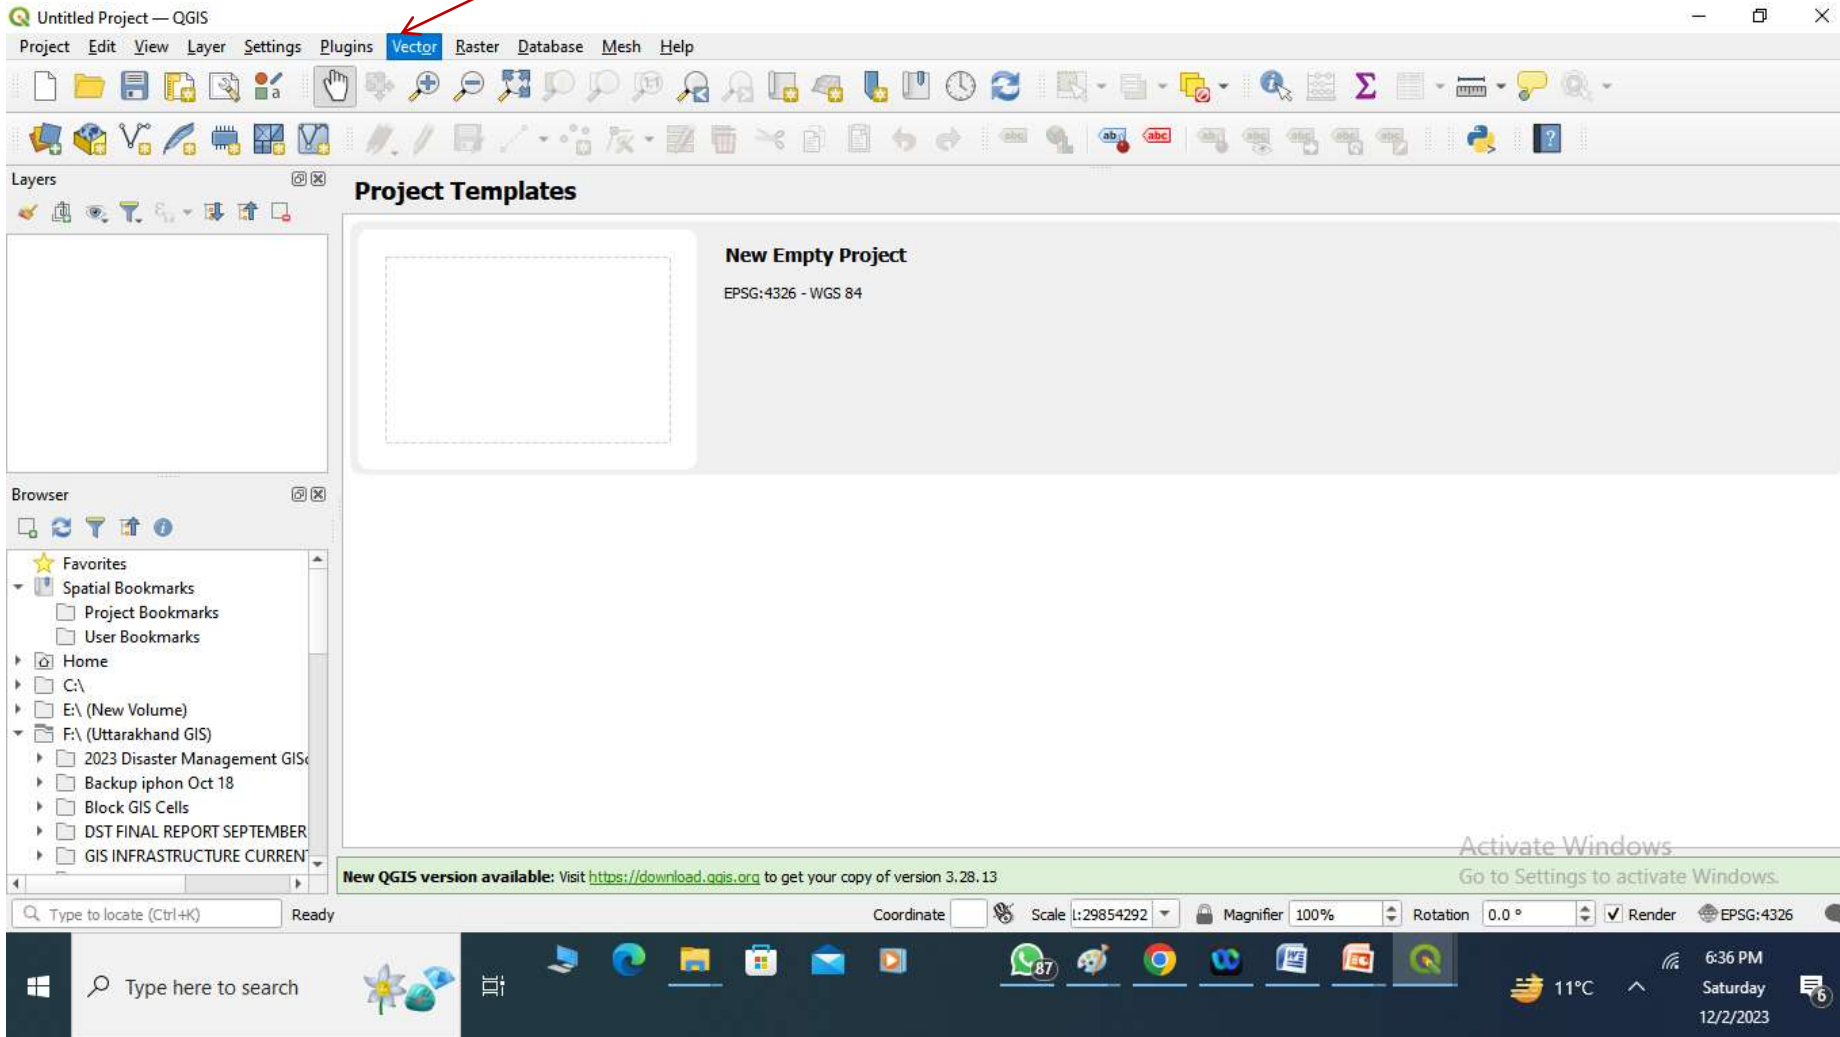 Untitled Project — QGIS
Project Edit View Layer Settings Plugins Vector Raster Database Mesh Help
Layers
Project Templates
New Empty Project
EPSG:4326 - WGS 84
Browser
Favorites
Spatial Bookmarks
Project Bookmarks
User Bookmarks
Home
C:\
E:\ (New Volume)
F:\ (Uttarakhand GIS)
2023 Disaster Management GISc
Backup iphon Oct 18
Block GIS Cells
DST FINAL REPORT SEPTEMBER
GIS INFRASTRUCTURE CURREN
Activate Windows
Go to Settings to activate Windows.
New QGIS version available: Visit https://download.qgis.org to get your copy of version 3.28.13
Type to locate (Ctrl+K) Ready Coordinate Scale 1:29854292 Magnifier 100% Rotation 0.0 ° Render EPSG:4326
Type here to search 87 11°C 6:36 PM
Saturday 6
12/2/2023